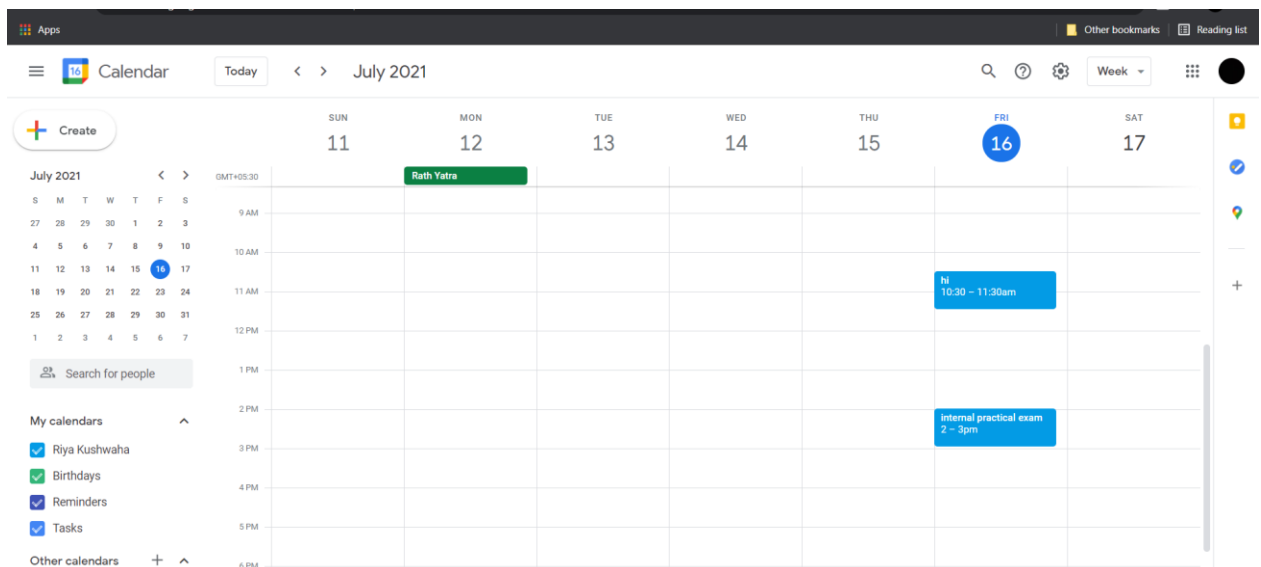 Apps
Other bookmarks
Reading list
16
Calendar
Today
July 2021
Week
Create
SUN MON TUE WED THU FRI SAT
11 12 13 14 15 16 17
July 2021
S M T W T F S
27 28 29 30 1 2 3
4 5 6 7 8 9 10
11 12 13 14 15 16 17
18 19 20 21 22 23 24
25 26 27 28 29 30 31
1 2 3 4 5 6 7
Search for people
My calendars
Riya Kushwaha
Birthdays
Reminders
Tasks
Other calendars
GMT+05:30
Rath Yatra
9 AM
10 AM
11 AM
12 PM
1 PM
2 PM
3 PM
4 PM
5 PM
6 PM
hi
10:30 – 11:30am
internal practical exam
2 – 3pm